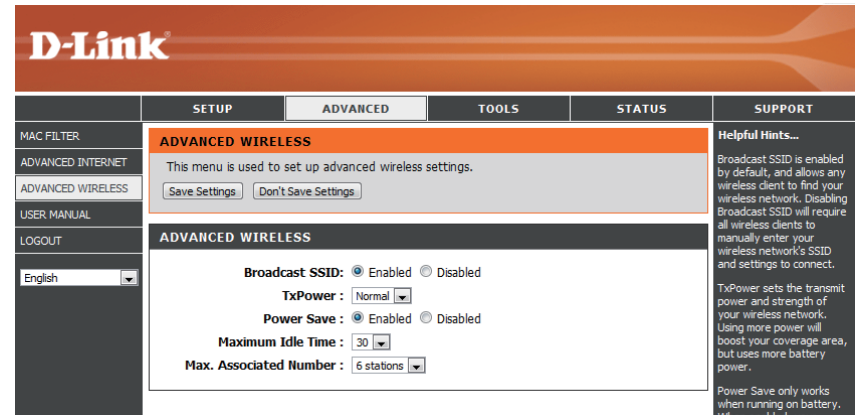 D-Link
SETUP ADVANCED TOOLS STATUS SUPPORT
MAC FILTER
ADVANCED INTERNET
ADVANCED WIRELESS
USER MANUAL
LOGOUT
English
ADVANCED WIRELESS
This menu is used to set up advanced wireless settings.
Save Settings Don't Save Settings
ADVANCED WIRELESS
Broadcast SSID: Enabled Disabled
TxPower : Normal
Power Save : Enabled Disabled
Maximum Idle Time : 30
Max. Associated Number : 6 stations
Helpful Hints...
Broadcast SSID is enabled
by default, and allows any
wireless client to find your
wireless network. Disabling
Broadcast SSID will require
all wireless clients to
manually enter your
wireless network's SSID
and settings to connect.
TxPower sets the transmit
power and strength of
your wireless network.
Using more power will
boost your coverage area,
but uses more battery
power.
Power Save only works
when running on battery.